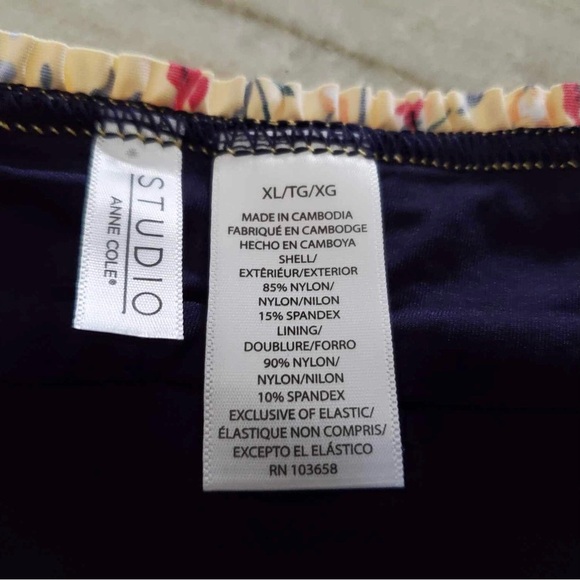 STUDIO
ANNE COLE®
XL/TG/XG
MADE IN CAMBODIA
FABRIQUÉ EN CAMBODGE
HECHO EN CAMBOYA
SHELL/
EXTÉRIÉUR/EXTERIOR
85% NYLON/
NYLON/NILON
15% SPANDEX
LINING/
DOUBLURE/FORRO
90% NYLON/
NYLON/NILON
10% SPANDEX
EXCLUSIVE OF ELASTIC/
ÉLASTIQUE NON COMPRIS/
EXCEPTO EL ELÁSTICO
RN 103658